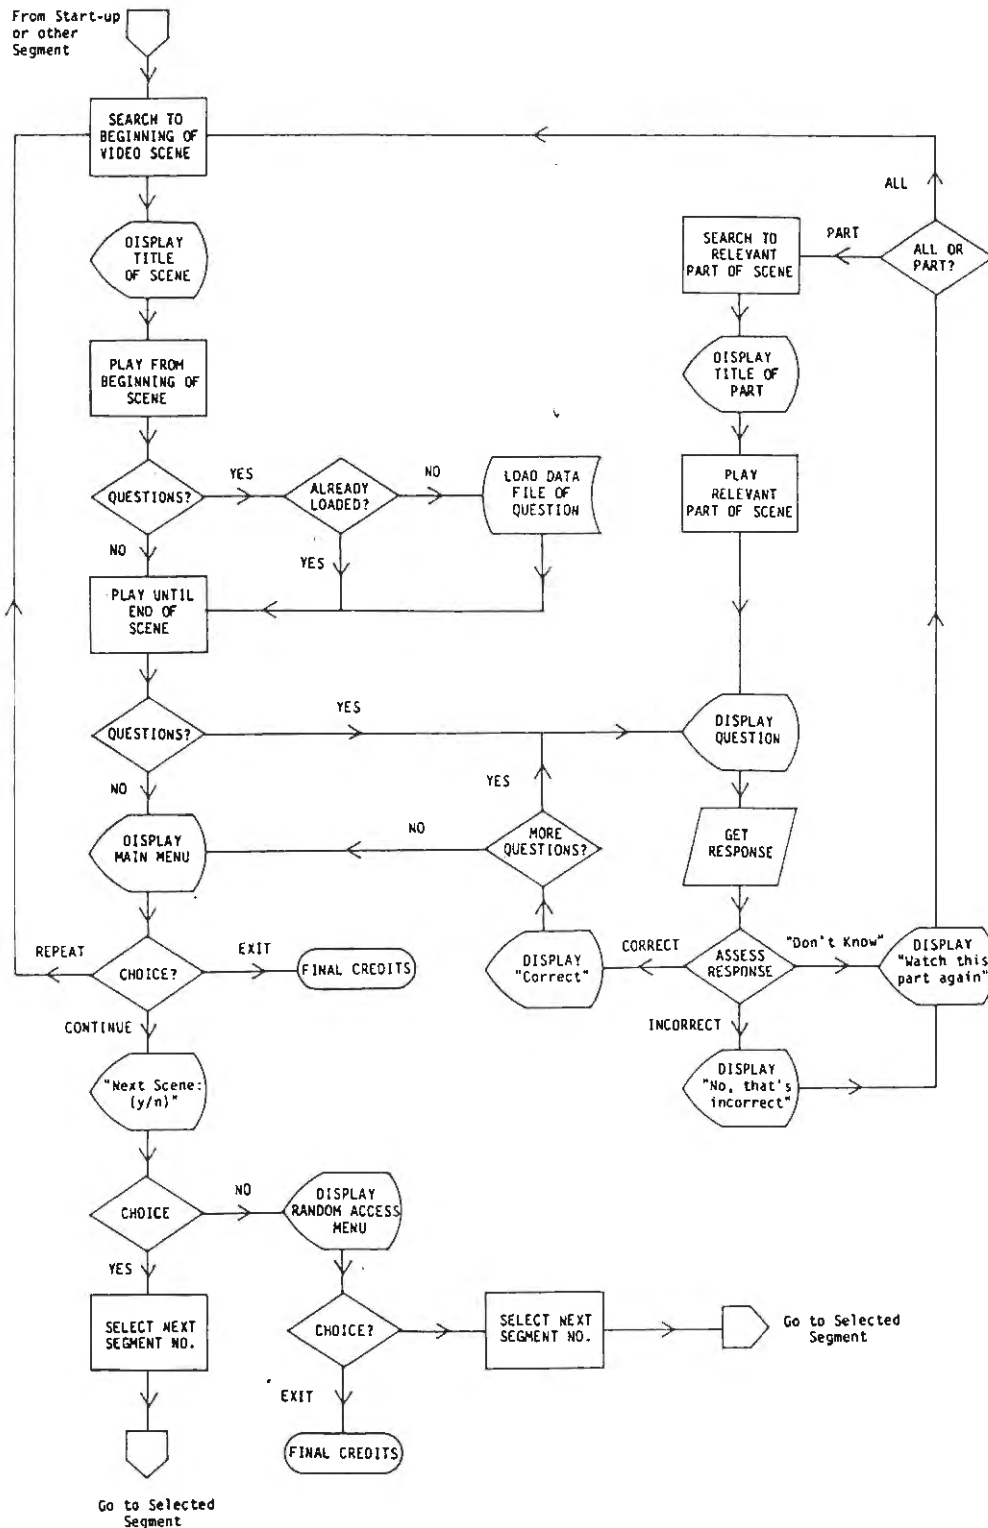 From Start-up
or other
Segment
SEARCH TO
BEGINNING OF
VIDEO SCENE
ALL
DISPLAY
TITLE
OF SCENE
SEARCH TO
RELEVANT
PART OF SCENE
PART
ALL OR
PART?
PLAY FROM
BEGINNING OF
SCENE
DISPLAY
TITLE OF
PART
QUESTIONS?
YES
ALREADY
LOADED?
NO
LOAD DATA
FILE OF
QUESTION
PLAY
RELEVANT
PART OF SCENE
NO
YES
PLAY UNTIL
END OF
SCENE
QUESTIONS?
YES
DISPLAY
QUESTION
NO
YES
DISPLAY
MAIN MENU
NO
MORE
QUESTIONS?
GET
RESPONSE
REPEAT
CHOICE?
EXIT
FINAL CREDITS
DISPLAY
"Correct"
CORRECT
ASSESS
RESPONSE
"Don't Know"
DISPLAY
"Watch this
part again"
CONTINUE
INCORRECT
"Next Scene:
(y/n)"
DISPLAY
"No, that's
incorrect"
CHOICE
NO
DISPLAY
RANDOM ACCESS
MENU
YES
SELECT NEXT
SEGMENT NO.
CHOICE?
SELECT NEXT
SEGMENT NO.
Go to Selected
Segment
EXIT
FINAL CREDITS
Go to Selected
Segment